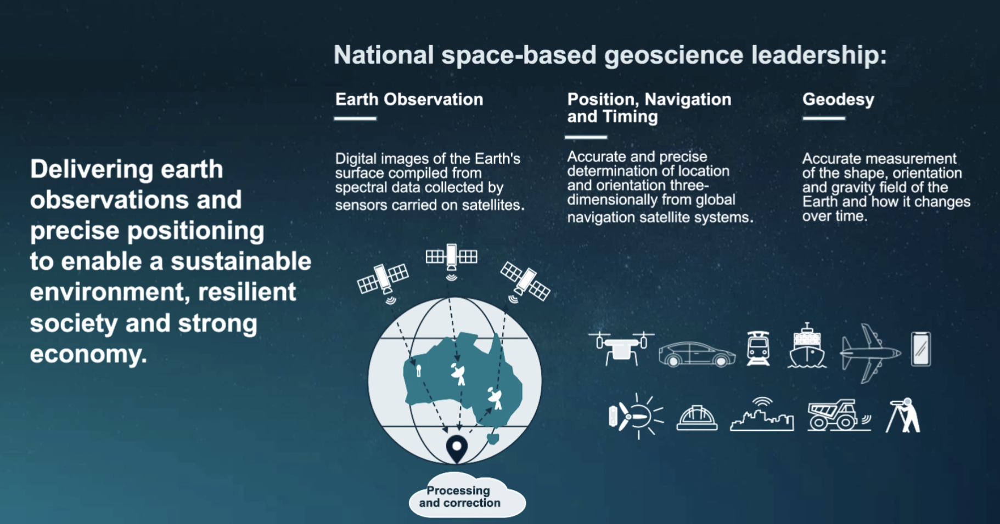 National space-based geoscience leadership:
Delivering earth
observations and
precise positioning
to enable a sustainable
environment, resilient
society and strong
economy.
Earth Observation
Digital images of the Earth's
surface compiled from
spectral data collected by
sensors carried on satellites.
Position, Navigation
and Timing
Accurate and precise
determination of location
and orientation three-
dimensionally from global
navigation satellite systems.
Geodesy
Accurate measurement
of the shape, orientation
and gravity field of the
Earth and how it changes
over time.
Processing
and correction